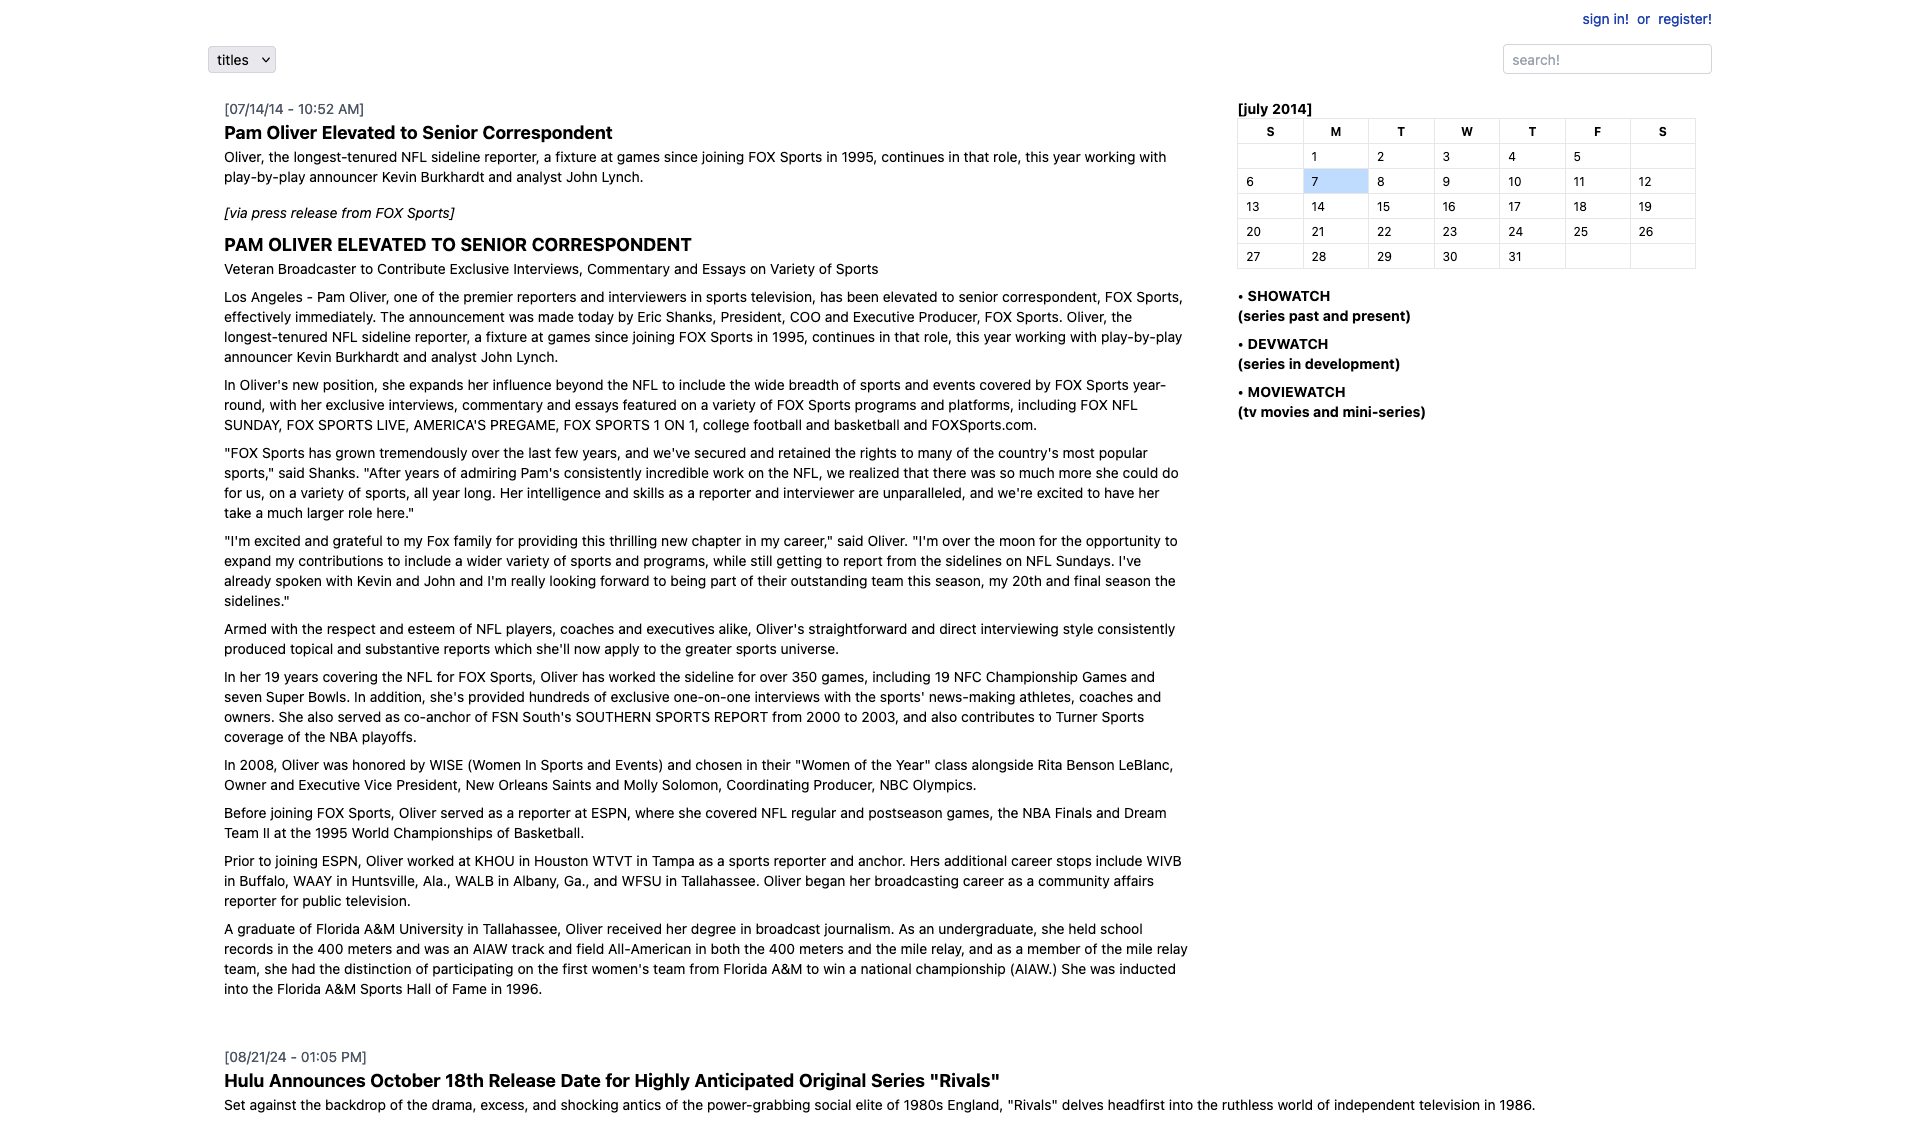 sign in! or register!
titles
search!
[07/14/14 - 10:52 AM]
Pam Oliver Elevated to Senior Correspondent
Oliver, the longest-tenured NFL sideline reporter, a fixture at games since joining FOX Sports in 1995, continues in that role, this year working with
play-by-play announcer Kevin Burkhardt and analyst John Lynch.
[via press release from FOX Sports]
PAM OLIVER ELEVATED TO SENIOR CORRESPONDENT
Veteran Broadcaster to Contribute Exclusive Interviews, Commentary and Essays on Variety of Sports
Los Angeles - Pam Oliver, one of the premier reporters and interviewers in sports television, has been elevated to senior correspondent, FOX Sports,
effectively immediately. The announcement was made today by Eric Shanks, President, COO and Executive Producer, FOX Sports. Oliver, the
longest-tenured NFL sideline reporter, a fixture at games since joining FOX Sports in 1995, continues in that role, this year working with play-by-play
announcer Kevin Burkhardt and analyst John Lynch.
In Oliver's new position, she expands her influence beyond the NFL to include the wide breadth of sports and events covered by FOX Sports year-
round, with her exclusive interviews, commentary and essays featured on a variety of FOX Sports programs and platforms, including FOX NFL
SUNDAY, FOX SPORTS LIVE, AMERICA'S PREGAME, FOX SPORTS 1 ON 1, college football and basketball and FOXSports.com.
"FOX Sports has grown tremendously over the last few years, and we've secured and retained the rights to many of the country's most popular
sports," said Shanks. "After years of admiring Pam's consistently incredible work on the NFL, we realized that there was so much more she could do
for us, on a variety of sports, all year long. Her intelligence and skills as a reporter and interviewer are unparalleled, and we're excited to have her
take a much larger role here."
"I'm excited and grateful to my Fox family for providing this thrilling new chapter in my career," said Oliver. "I'm over the moon for the opportunity to
expand my contributions to include a wider variety of sports and programs, while still getting to report from the sidelines on NFL Sundays. I've
already spoken with Kevin and John and I'm really looking forward to being part of their outstanding team this season, my 20th and final season the
sidelines."
Armed with the respect and esteem of NFL players, coaches and executives alike, Oliver's straightforward and direct interviewing style consistently
produced topical and substantive reports which she'll now apply to the greater sports universe.
In her 19 years covering the NFL for FOX Sports, Oliver has worked the sideline for over 350 games, including 19 NFC Championship Games and
seven Super Bowls. In addition, she's provided hundreds of exclusive one-on-one interviews with the sports' news-making athletes, coaches and
owners. She also served as co-anchor of FSN South's SOUTHERN SPORTS REPORT from 2000 to 2003, and also contributes to Turner Sports
coverage of the NBA playoffs.
In 2008, Oliver was honored by WISE (Women In Sports and Events) and chosen in their "Women of the Year" class alongside Rita Benson LeBlanc,
Owner and Executive Vice President, New Orleans Saints and Molly Solomon, Coordinating Producer, NBC Olympics.
Before joining FOX Sports, Oliver served as a reporter at ESPN, where she covered NFL regular and postseason games, the NBA Finals and Dream
Team II at the 1995 World Championships of Basketball.
Prior to joining ESPN, Oliver worked at KHOU in Houston WTVT in Tampa as a sports reporter and anchor. Hers additional career stops include WIVB
in Buffalo, WAAY in Huntsville, Ala., WALB in Albany, Ga., and WFSU in Tallahassee. Oliver began her broadcasting career as a community affairs
reporter for public television.
A graduate of Florida A&M University in Tallahassee, Oliver received her degree in broadcast journalism. As an undergraduate, she held school
records in the 400 meters and was an AIAW track and field All-American in both the 400 meters and the mile relay, and as a member of the mile relay
team, she had the distinction of participating on the first women's team from Florida A&M to win a national championship (AIAW.) She was inducted
into the Florida A&M Sports Hall of Fame in 1996.
[july 2014]
S M T W T F S
1 2 3 4 5
6 7 8 9 10 11 12
13 14 15 16 17 18 19
20 21 22 23 24 25 26
27 28 29 30 31
• SHOWATCH
(series past and present)
• DEVWATCH
(series in development)
• MOVIEWATCH
(tv movies and mini-series)
[08/21/24 - 01:05 PM]
Hulu Announces October 18th Release Date for Highly Anticipated Original Series "Rivals"
Set against the backdrop of the drama, excess, and shocking antics of the power-grabbing social elite of 1980s England, "Rivals" delves headfirst into the ruthless world of independent television in 1986.